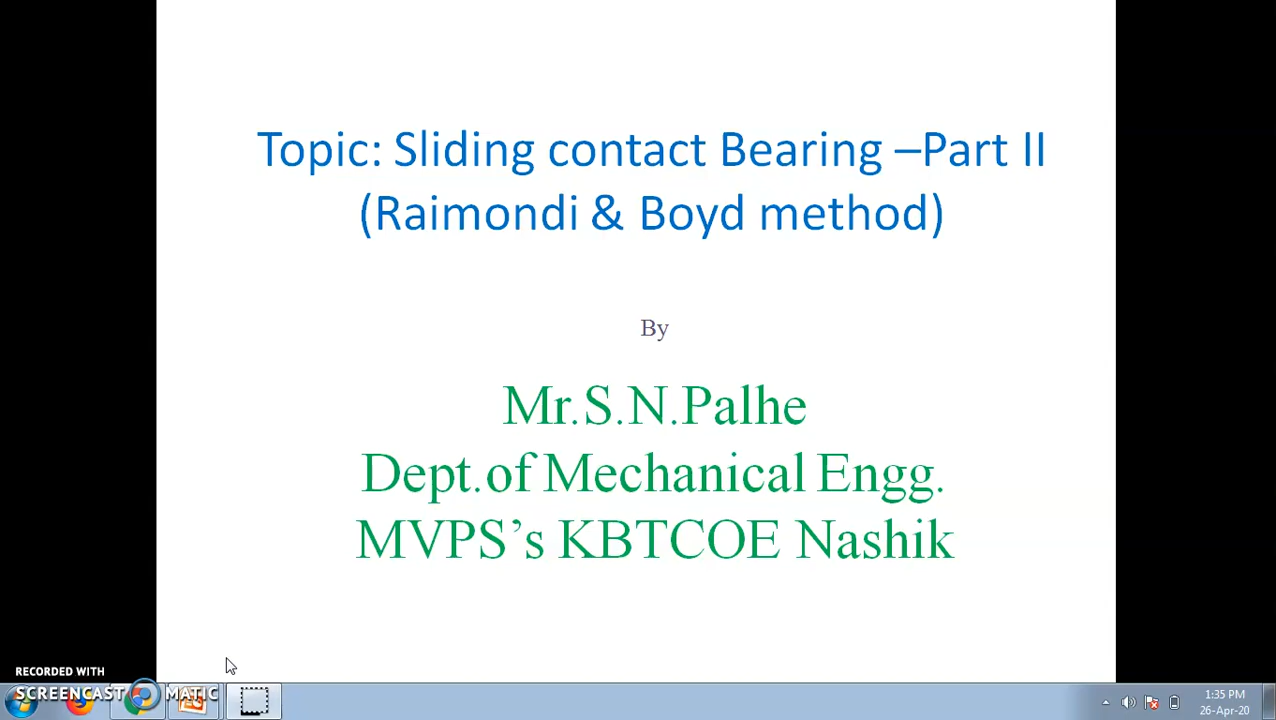 Topic: Sliding contact Bearing –Part II
(Raimondi & Boyd method)
By
Mr.S.N.Palhe
Dept.of Mechanical Engg.
MVPS’s KBTCOE Nashik
RECORDED WITH
SCREENCAST MATIC
1:35 PM
26-Apr-20